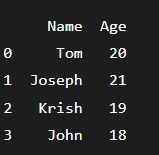 Name Age
0 Tom 20
1 Joseph 21
2 Krish 19
3 John 18